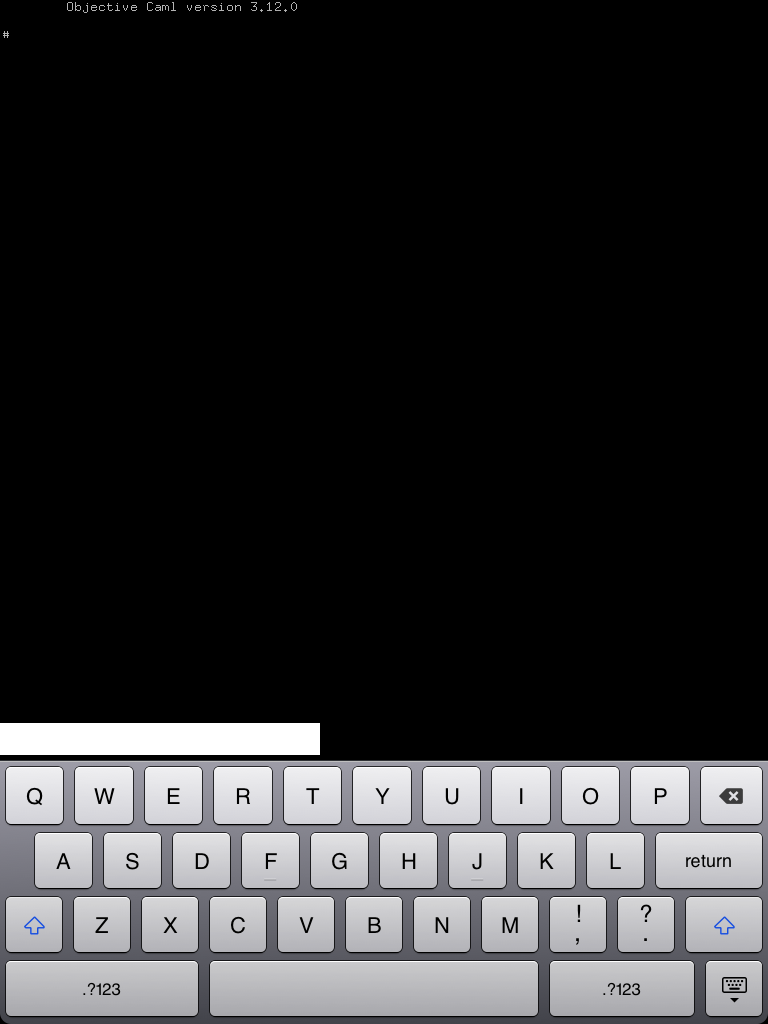 Objective Caml version 3.12.0
#
Q W E R T Y U I O P
A S D F G H J K L return
Z X C V B N M ! , ? .
.?123 .?123